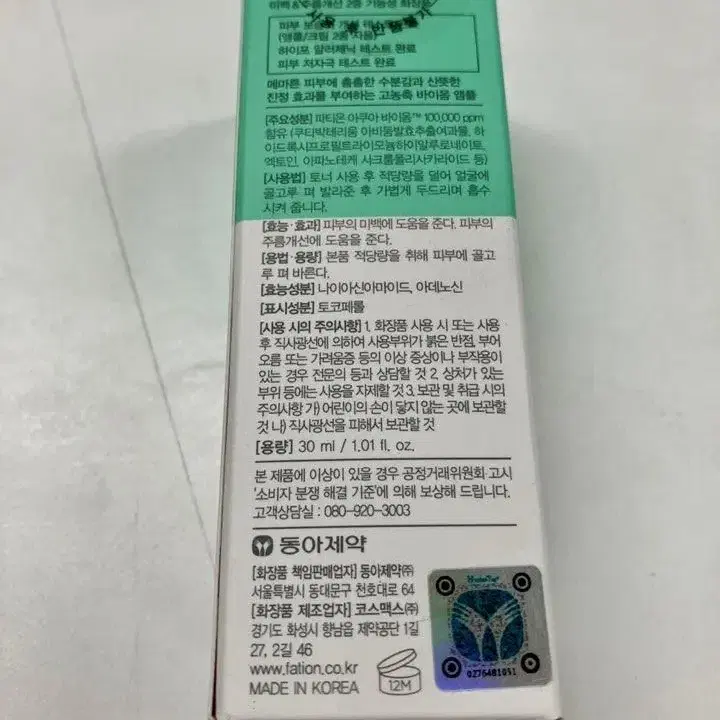 미백&주름개선 2중 기능성 화장품
피부
(앰플/크림 2중 사용)
하이포 알러제닉 테스트 완료
피부 저자극 테스트 완료
메마른 피부에 촘촘한 수분감과 산뜻한
진정 효과를 부여하는 고농축 바이옴 앰플
[주요성분] 파티온 아쿠아 바이옴™ 100,000 ppm
함유 (쿠티박테리움 아비둠발효추출여과물, 하
이드록시프로필트라이모늄하이알루로네이트,
엑토인, 아파노테케 사크룸폴리사카라이드 등)
[사용법] 토너 사용 후 적당량을 덜어 얼굴에
골고루 펴 발라준 후 가볍게 두드리며 흡수
시켜 줍니다.
[효능·효과] 피부의 미백에 도움을 준다. 피부의
주름개선에 도움을 준다.
[용법·용량] 본품 적당량을 취해 피부에 골고
루 펴 바른다.
[효능성분] 나이아신아마이드, 아데노신
[표시성분] 토코페롤
[사용 시의 주의사항] 1. 화장품 사용 시 또는 사용
후 직사광선에 의하여 사용부위가 붉은 반점, 부어
오름 또는 가려움증 등의 이상 증상이나 부작용이
있는 경우 전문의 등과 상담할 것 2. 상처가 있는
부위 등에는 사용을 자제할 것 3. 보관 및 취급 시의
주의사항 가) 어린이의 손이 닿지 않는 곳에 보관할
것 나) 직사광선을 피해서 보관할 것
[용량] 30 ml / 1.01 fl. oz.
본 제품에 이상이 있을 경우 공정거래위원회 고시
'소비자 분쟁 해결 기준'에 의해 보상해 드립니다.
고객상담실 : 080-920-3003
동아제약
[화장품 책임판매업자] 동아제약㈜
서울특별시 동대문구 천호대로 64
[화장품 제조업자] 코스맥스㈜
경기도 화성시 향남읍 제약공단 1길
27, 2길 46
www.fation.co.kr
MADE IN KOREA
12M
0276481051